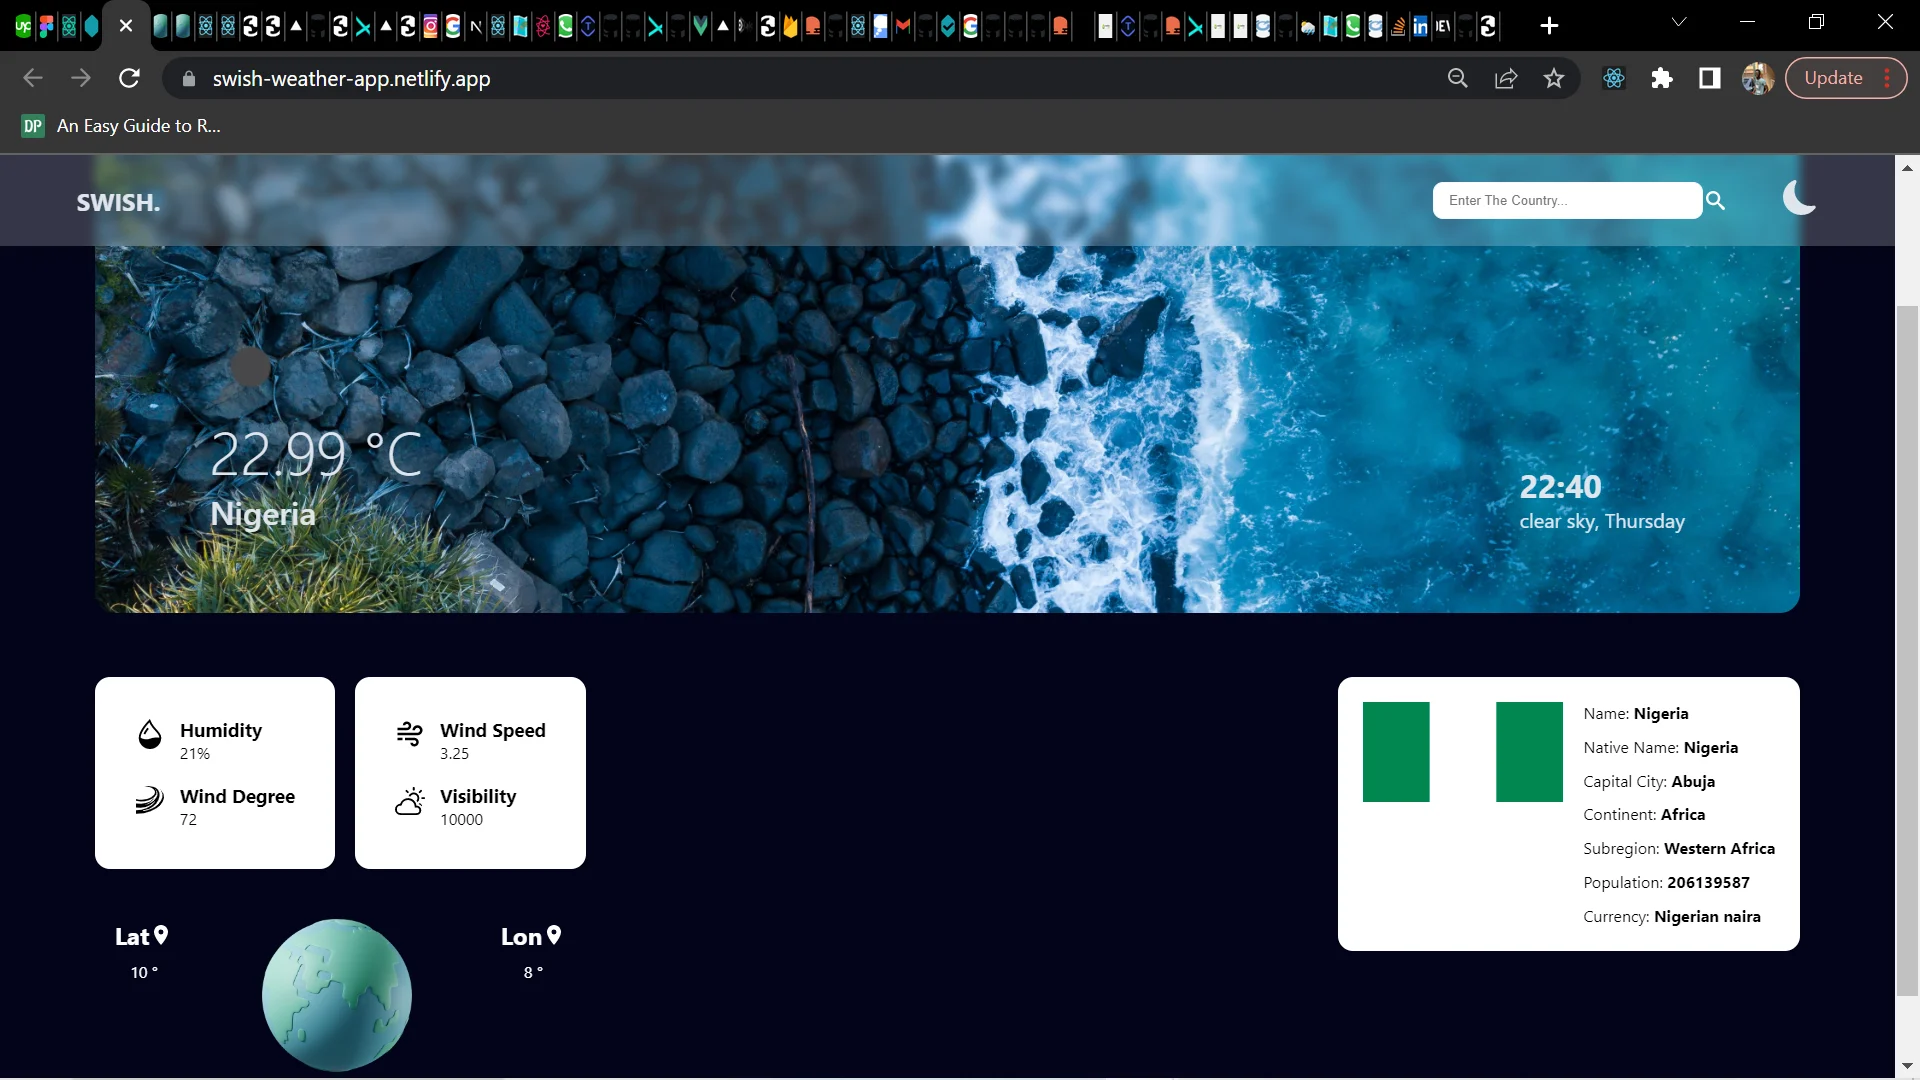 swish-weather-app.netlify.app
Update
DP An Easy Guide to R...
SWISH.
Enter The Country...
22.99 °C
Nigeria
22:40
clear sky, Thursday
Humidity
21%
Wind Degree
72
Wind Speed
3.25
Visibility
10000
Name: Nigeria
Native Name: Nigeria
Capital City: Abuja
Continent: Africa
Subregion: Western Africa
Population: 206139587
Currency: Nigerian naira
Lat
10 °
Lon
8 °